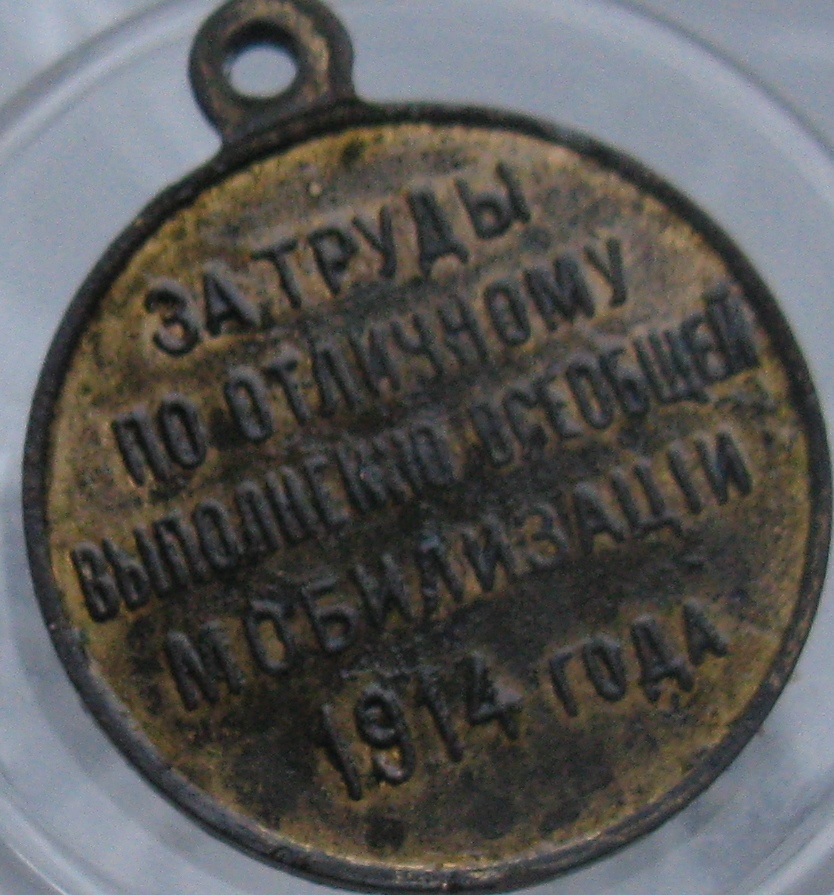 ЗА ТРУДЫ
ПО ОТЛИЧНОМУ
ВЫПОЛНЕНІЮ ВСЕОБЩЕЙ
МОБИЛИЗАЦІИ
1914 ГОДА